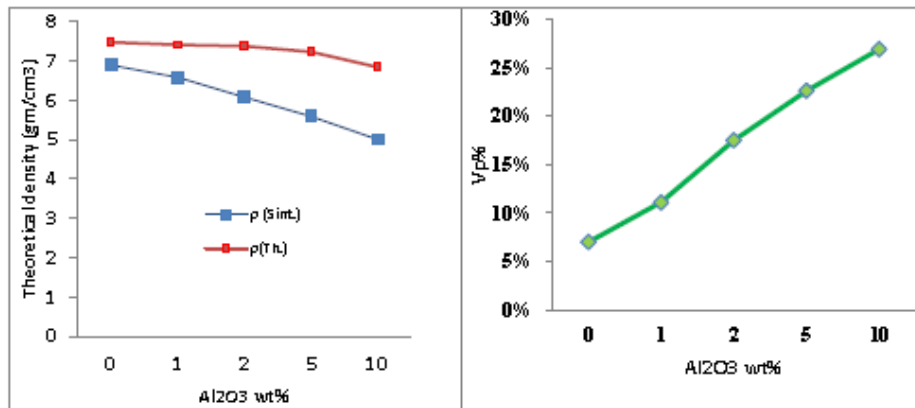 Theoretical density (gm/cm3)
8
7
6
5
4
3
2
1
0
ρ (Sint.)
ρ(Th.)
0 1 2 5 10
Al2O3 wt%
Vp%
30%
25%
20%
15%
10%
5%
0%
0 1 2 5 10
Al2O3 wt%